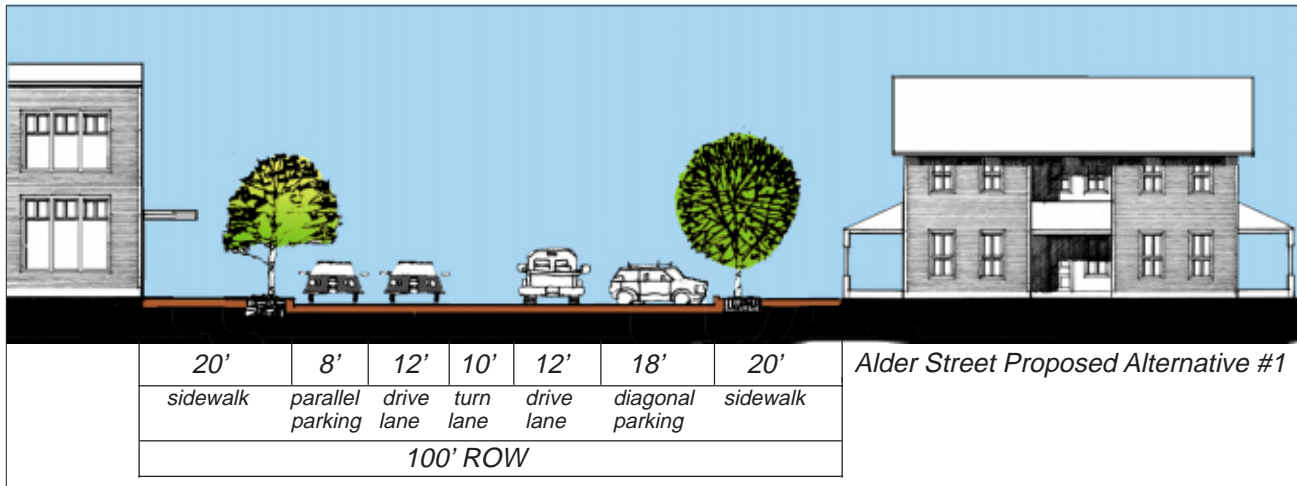 20’ 8’ 12’ 10’ 12’ 18’ 20’ Alder Street Proposed Alternative #1
sidewalk parallel drive turn drive diagonal sidewalk
parking lane lane lane parking
100’ ROW